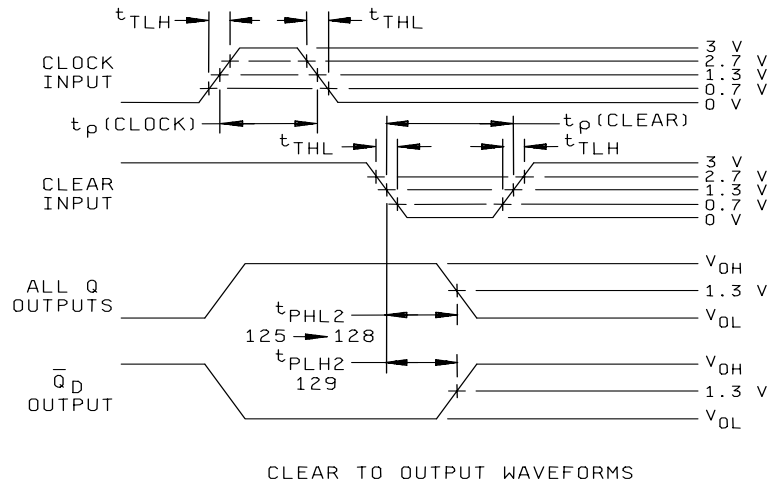 tTLH
tTHL
CLOCK
INPUT
3 V
2.7 V
1.3 V
0.7 V
0 V
tp(CLOCK)
tp(CLEAR)
tTHL
tTLH
CLEAR
INPUT
3 V
2.7 V
1.3 V
0.7 V
0 V
ALL Q
OUTPUTS
VOH
1.3 V
VOL
tPHL2
125 → 128
tPLH2
129
Q̅D
OUTPUT
VOH
1.3 V
VOL
CLEAR TO OUTPUT WAVEFORMS